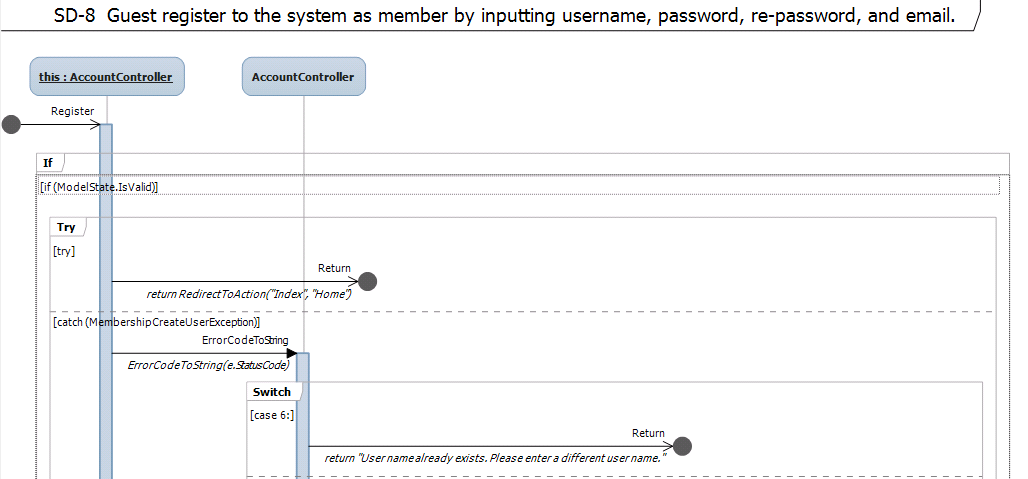 SD-8 Guest register to the system as member by inputting username, password, re-password, and email.
this : AccountController
AccountController
Register
If
[if (ModelState.IsValid)]
Try
[try]
Return
return RedirectToAction("Index", "Home")
[catch (MembershipCreateUserException)]
ErrorCodeToString
ErrorCodeToString(e.StatusCode)
Switch
[case 6:]
Return
return "User name already exists. Please enter a different user name."